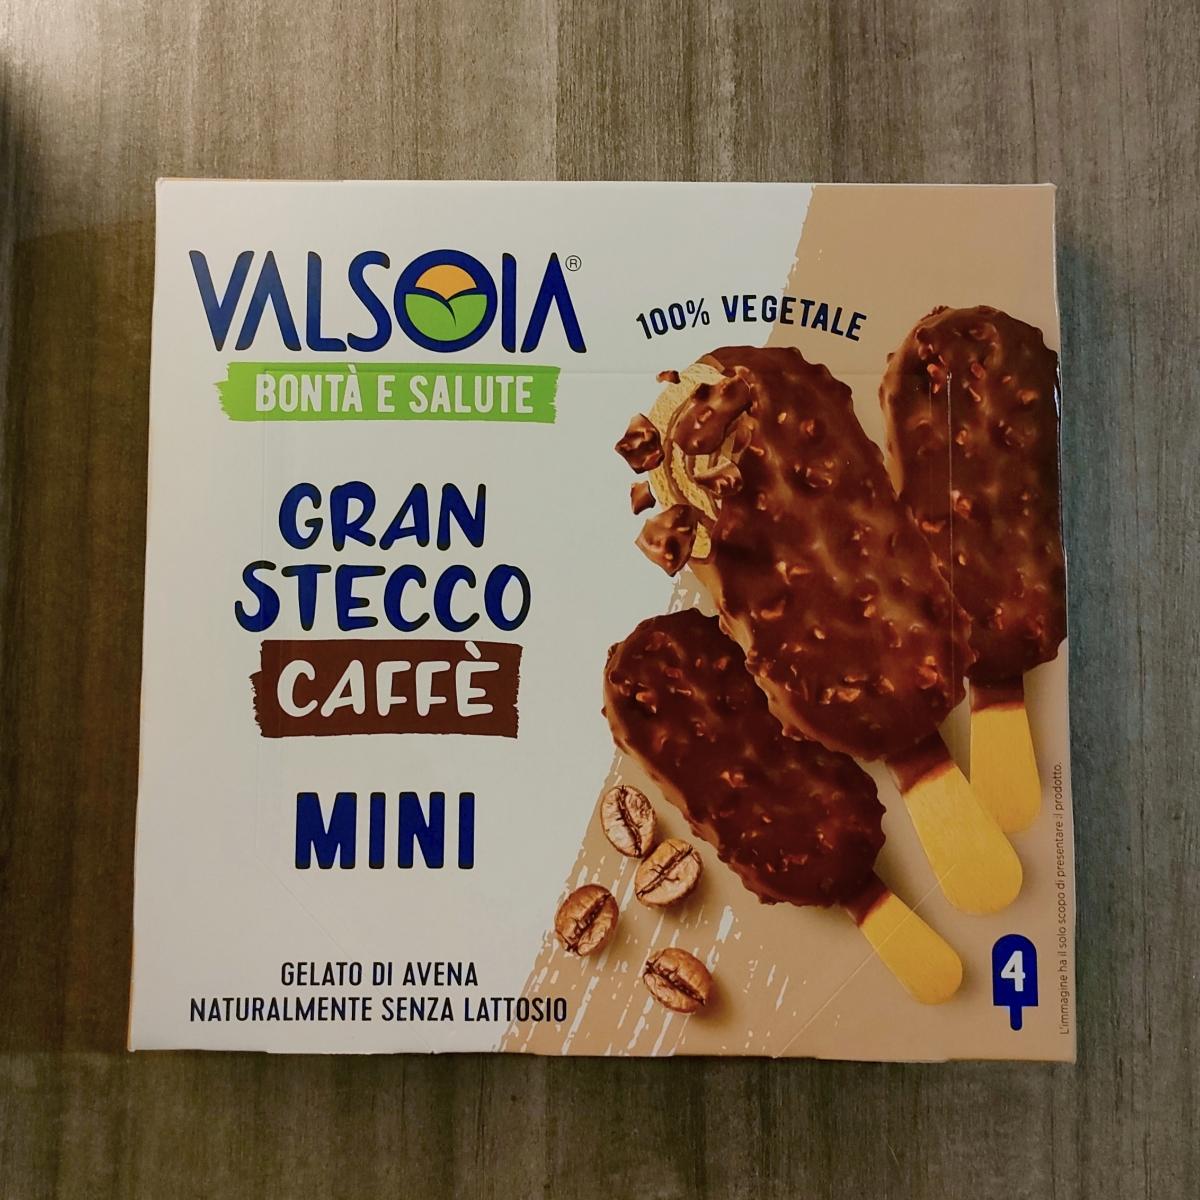 VALSOIA®
BONTÀ E SALUTE
100% VEGETALE
GRAN
STECCO
CAFFÈ
MINI
GELATO DI AVENA
NATURALMENTE SENZA LATTOSIO
4
L'immagine ha il solo scopo di presentare il prodotto.